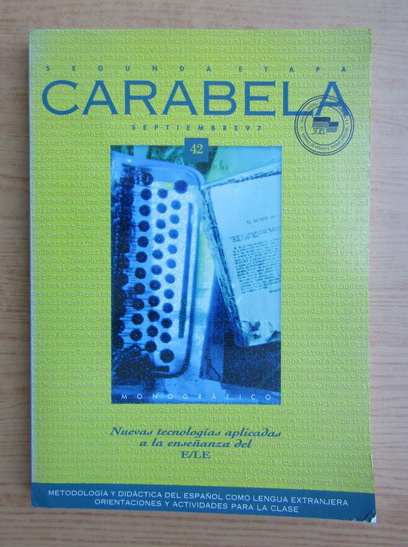 SEGUNDA ETAPA
CARABELA
SEPTIEMBRE 97
SGEL
42
MONOGRÁFICO
Nuevas tecnologías aplicadas
a la enseñanza del
E/LE
METODOLOGÍA Y DIDÁCTICA DEL ESPAÑOL COMO LENGUA EXTRANJERA
ORIENTACIONES Y ACTIVIDADES PARA LA CLASE